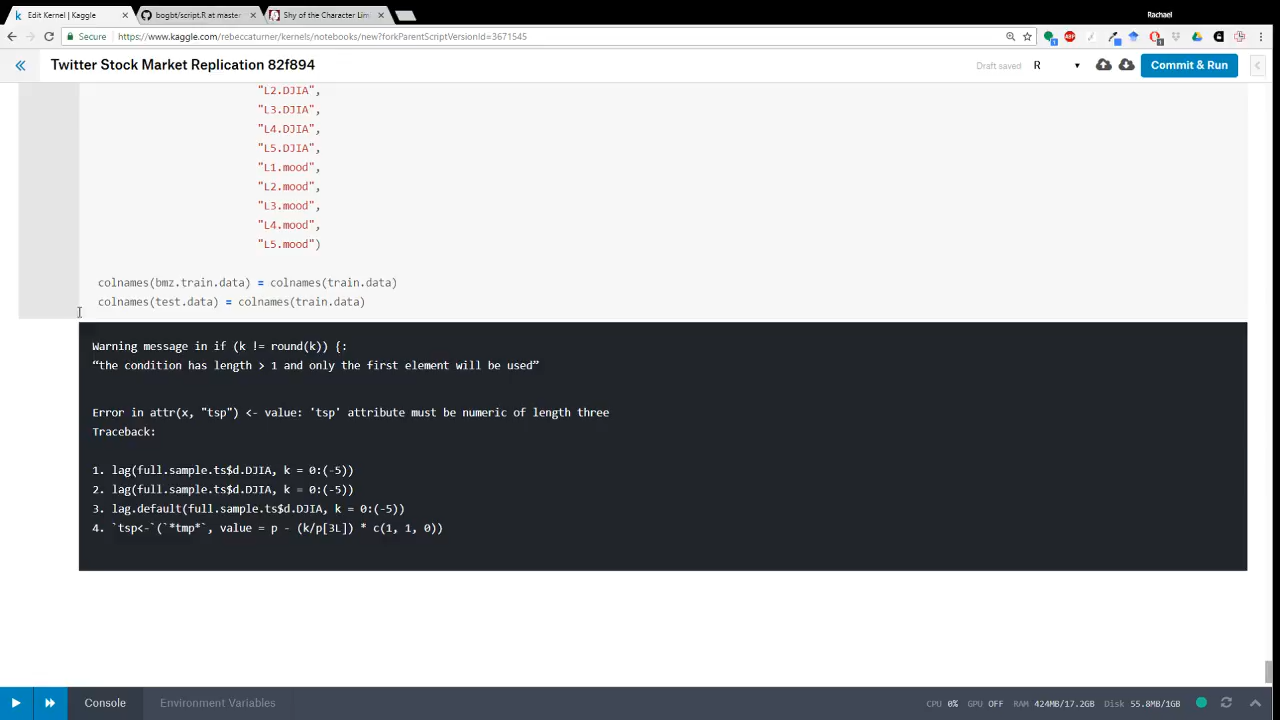 Edit Kernel | Kaggle
bogbt/script.R at master
Shy of the Character Lim
Rachael
Secure
https://www.kaggle.com/rebeccaturner/kernels/notebooks/new?forkParentScriptVersionId=3671545
Twitter Stock Market Replication 82f894
Draft saved
R
Commit & Run
"L2.DJIA",
"L3.DJIA",
"L4.DJIA",
"L5.DJIA",
"L1.mood",
"L2.mood",
"L3.mood",
"L4.mood",
"L5.mood")
colnames(bmz.train.data) = colnames(train.data)
colnames(test.data) = colnames(train.data)
Warning message in if (k != round(k)) {:
“the condition has length > 1 and only the first element will be used”
Error in attr(x, "tsp") <- value: 'tsp' attribute must be numeric of length three
Traceback:
1. lag(full.sample.ts$d.DJIA, k = 0:(-5))
2. lag(full.sample.ts$d.DJIA, k = 0:(-5))
3. lag.default(full.sample.ts$d.DJIA, k = 0:(-5))
4. `tsp<-`(`*tmp*`, value = p - (k/p[3L]) * c(1, 1, 0))
Console
Environment Variables
CPU 0% GPU OFF RAM 424MB/17.2GB Disk 55.8MB/1GB